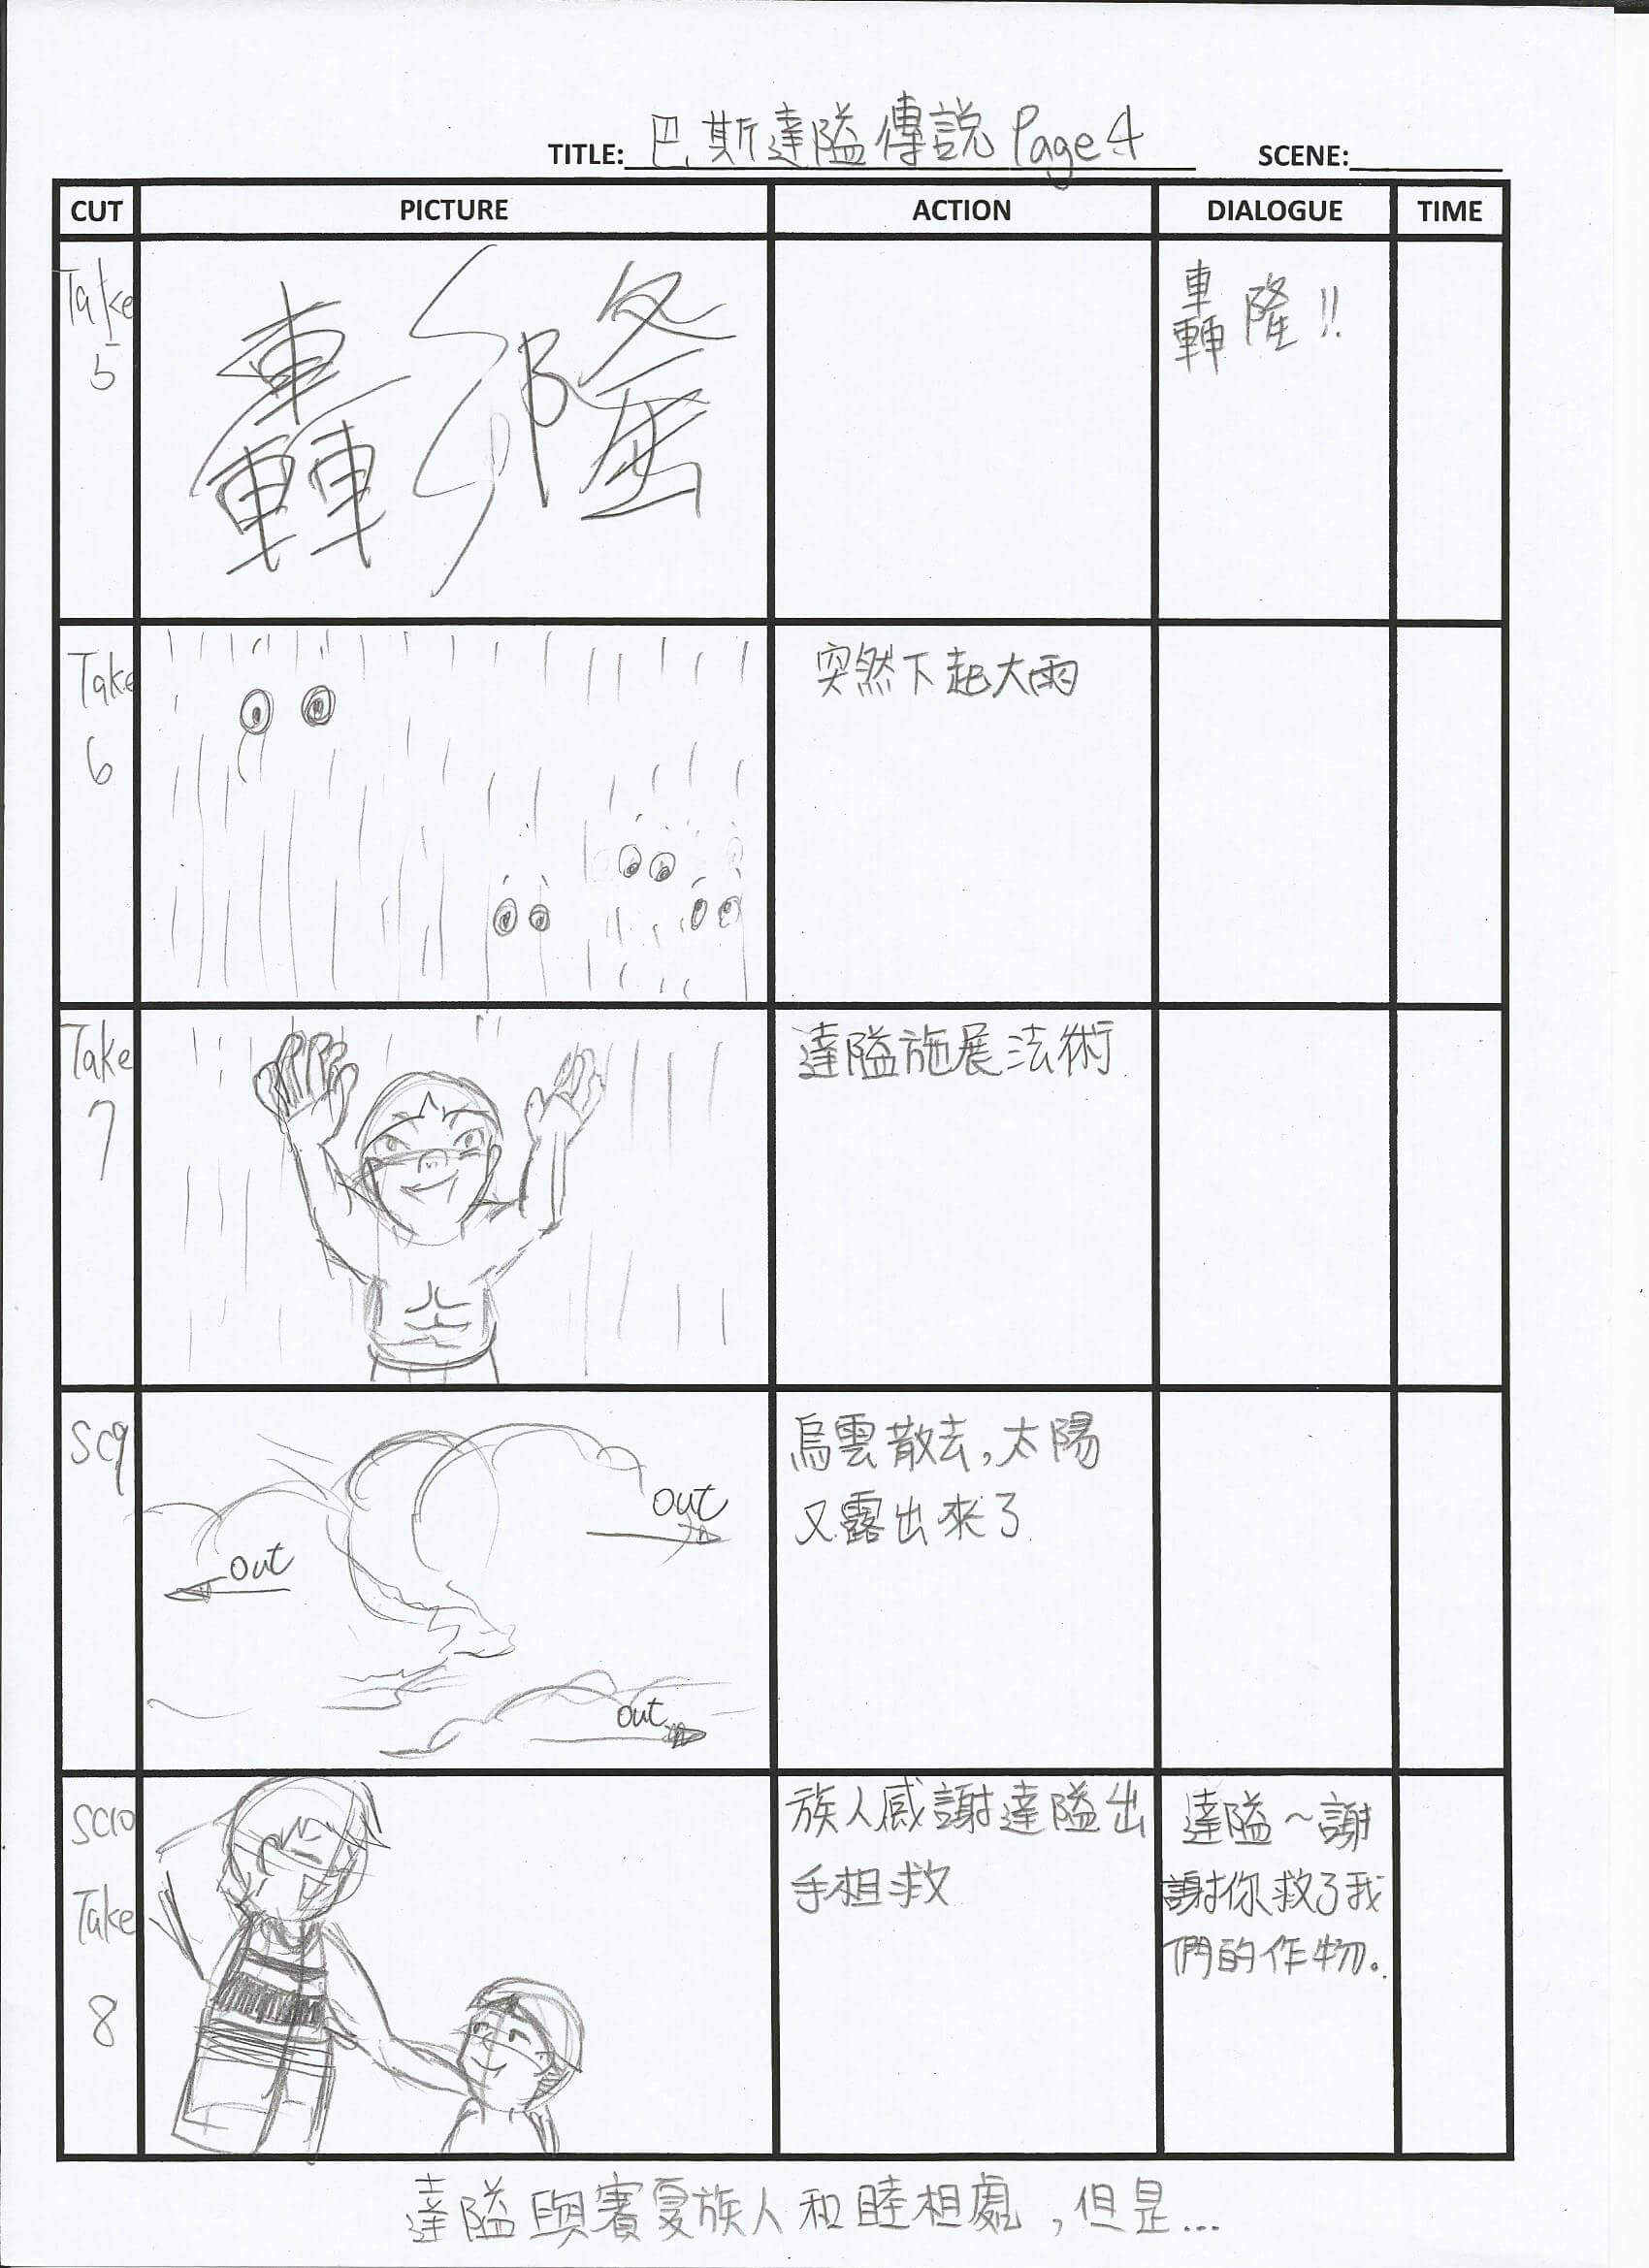 TITLE: 巴斯達隘傳說 Page 4 SCENE:
CUT PICTURE ACTION DIALOGUE TIME
Take 5
轟隆
轟隆!!
Take 6
突然下起大雨
Take 7
達隘施展法術
SC9
out
out
out
烏雲散去,太陽
又露出來了
SC10
Take 8
族人感謝達隘出
手相救
達隘~謝
謝你救了我
們的作物。
達隘與賽夏族人和睦相處,但是...